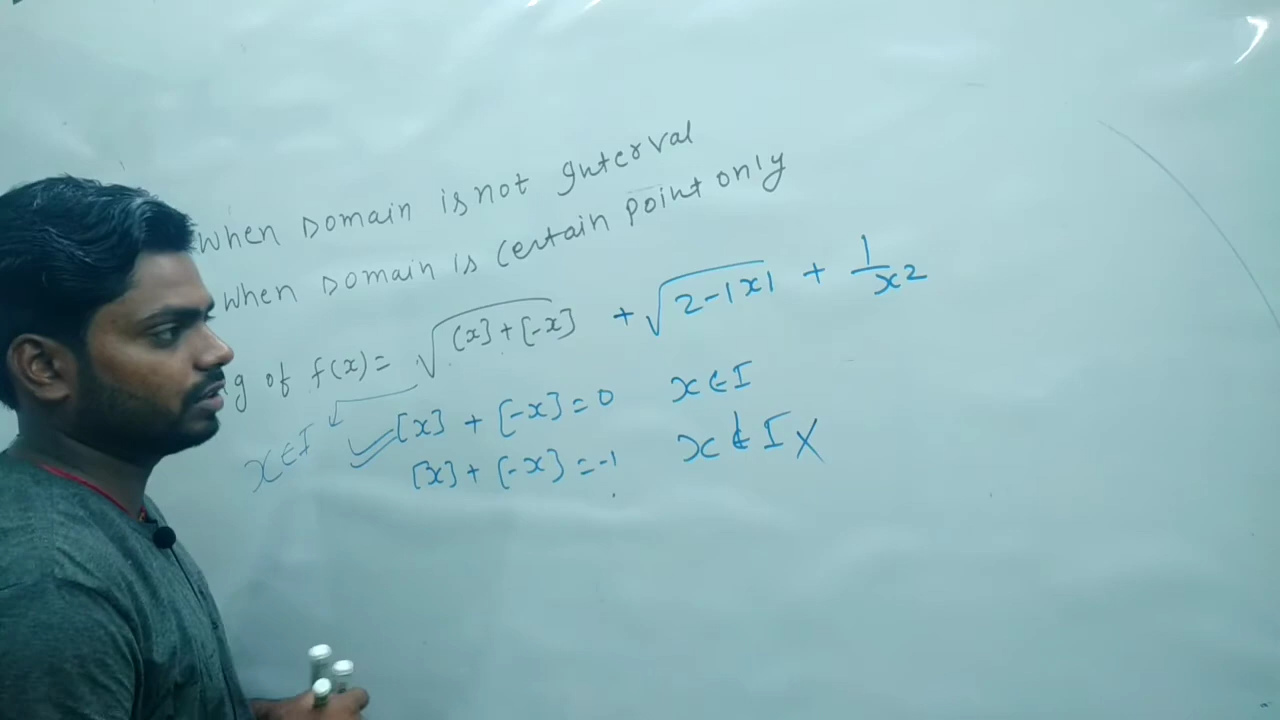 When Domain is not Interval
When Domain is Certain point only
g of f(x) = √([x] + [-x]) + √(2-|x|) + 1/x²
[x] + [-x] = 0 x ∈ I
x ∈ I
[x] + [-x] = -1 x ∉ I X